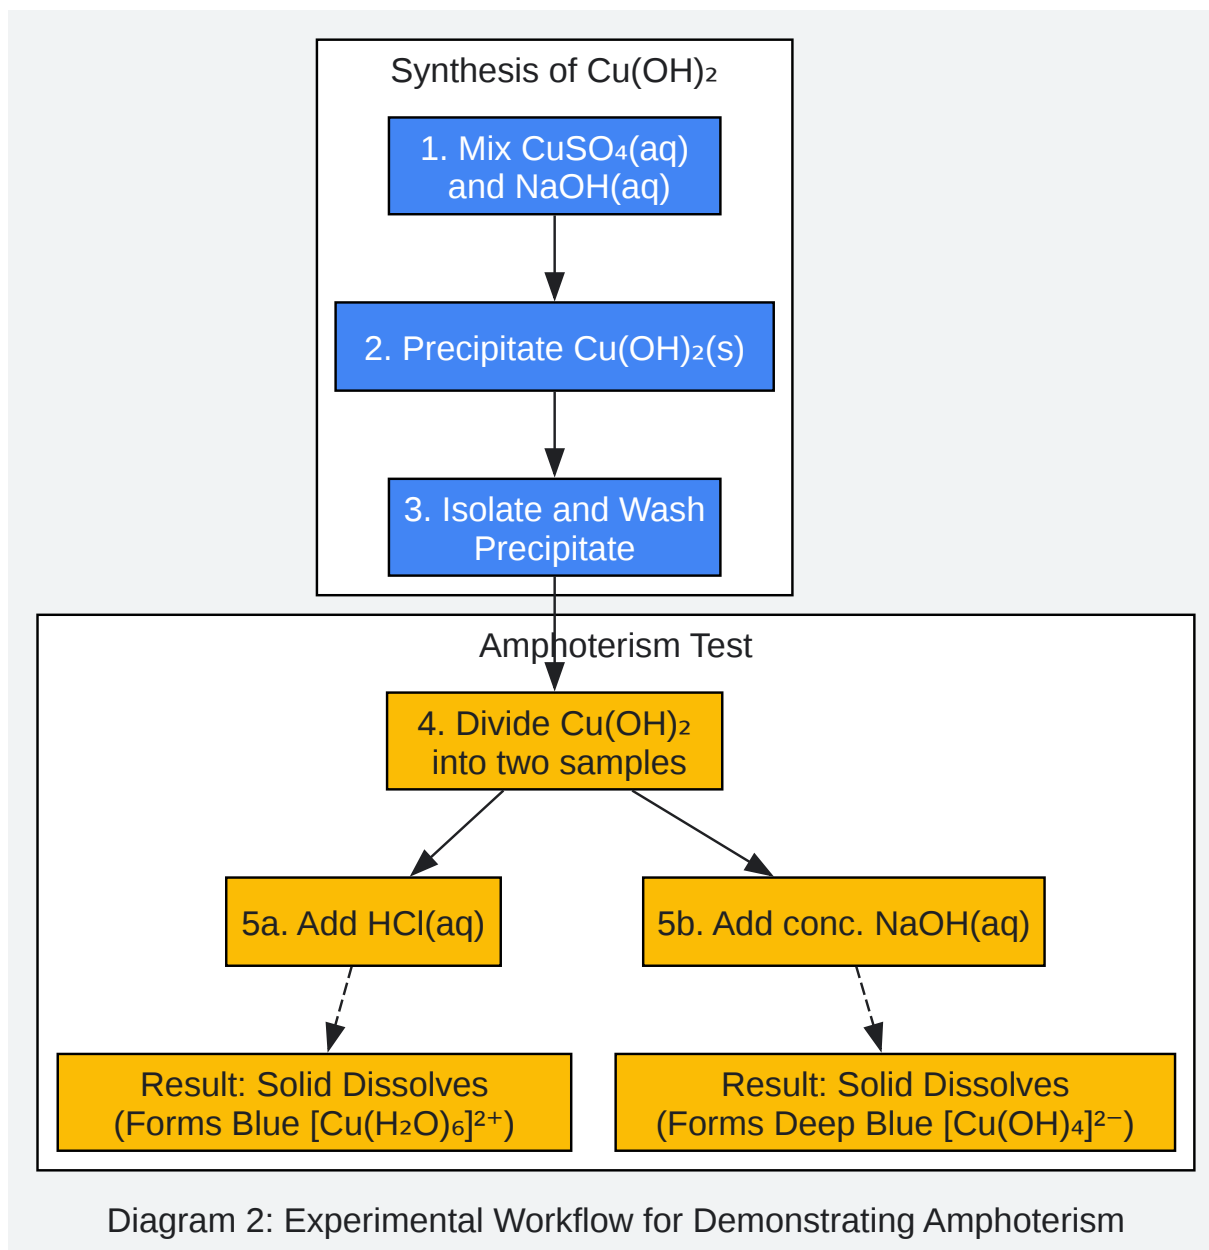 Synthesis of Cu(OH)₂
1. Mix CuSO₄(aq)
and NaOH(aq)
2. Precipitate Cu(OH)₂(s)
3. Isolate and Wash
Precipitate
Amphoterism Test
4. Divide Cu(OH)₂
into two samples
5a. Add HCl(aq)
5b. Add conc. NaOH(aq)
Result: Solid Dissolves
(Forms Blue [Cu(H₂O)₆]²⁺)
Result: Solid Dissolves
(Forms Deep Blue [Cu(OH)₄]²⁻)
Diagram 2: Experimental Workflow for Demonstrating Amphoterism